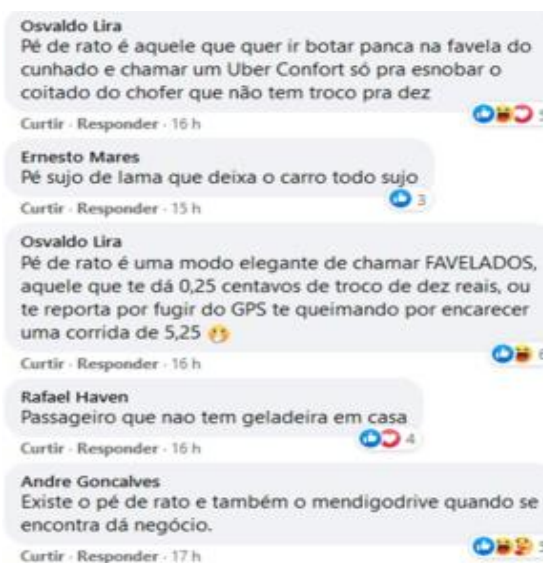 Osvaldo Lira
Pé de rato é aquele que quer ir botar panca na favela do
cunhado e chamar um Uber Confort só pra esnobar o
coitado do chofer que não tem troco pra dez
Curtir · Responder · 16 h
Ernesto Mares
Pé sujo de lama que deixa o carro todo sujo
3
Curtir · Responder · 15 h
Osvaldo Lira
Pé de rato é uma modo elegante de chamar FAVELADOS,
aquele que te dá 0,25 centavos de troco de dez reais, ou
te reporta por fugir do GPS te queimando por encarecer
uma corrida de 5,25
Curtir · Responder · 16 h
Rafael Haven
Passageiro que nao tem geladeira em casa
4
Curtir · Responder · 16 h
Andre Goncalves
Existe o pé de rato e também o mendigodrive quando se
encontra dá negócio.
Curtir · Responder · 17 h